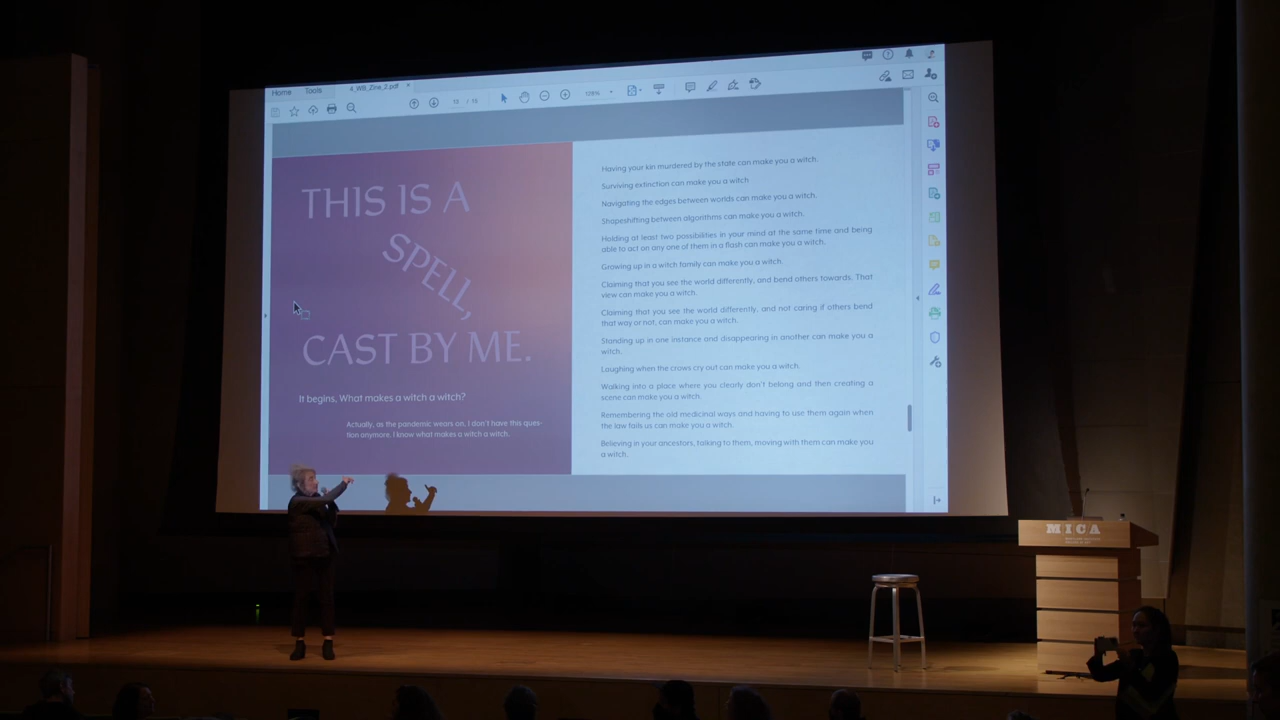 Home Tools 4_WB_Zine_2.pdf ×
/ 128%
THIS IS A
SPELL,
CAST BY ME.
It begins, What makes a witch a witch?
Actually, as the pandemic wears on, I don't have this ques-
tion anymore. I know what makes a witch a witch.
Having your kin murdered by the state can make you a witch.
Surviving extinction can make you a witch
Navigating the edges between worlds can make you a witch.
Shapeshifting between algorithms can make you a witch.
Holding at least two possibilities in your mind at the same time and being
able to act on any one of them in a flash can make you a witch.
Growing up in a witch family can make you a witch.
Claiming that you see the world differently, and bend others towards. That
view can make you a witch.
Claiming that you see the world differently, and not caring if others bend
that way or not, can make you a witch.
Standing up in one instance and disappearing in another can make you a
witch.
Laughing when the crows cry out can make you a witch.
Walking into a place where you clearly don't belong and then creating a
scene can make you a witch.
Remembering the old medicinal ways and having to use them again when
the law fails us can make you a witch.
Believing in your ancestors, talking to them, moving with them can make you
a witch.
MICA